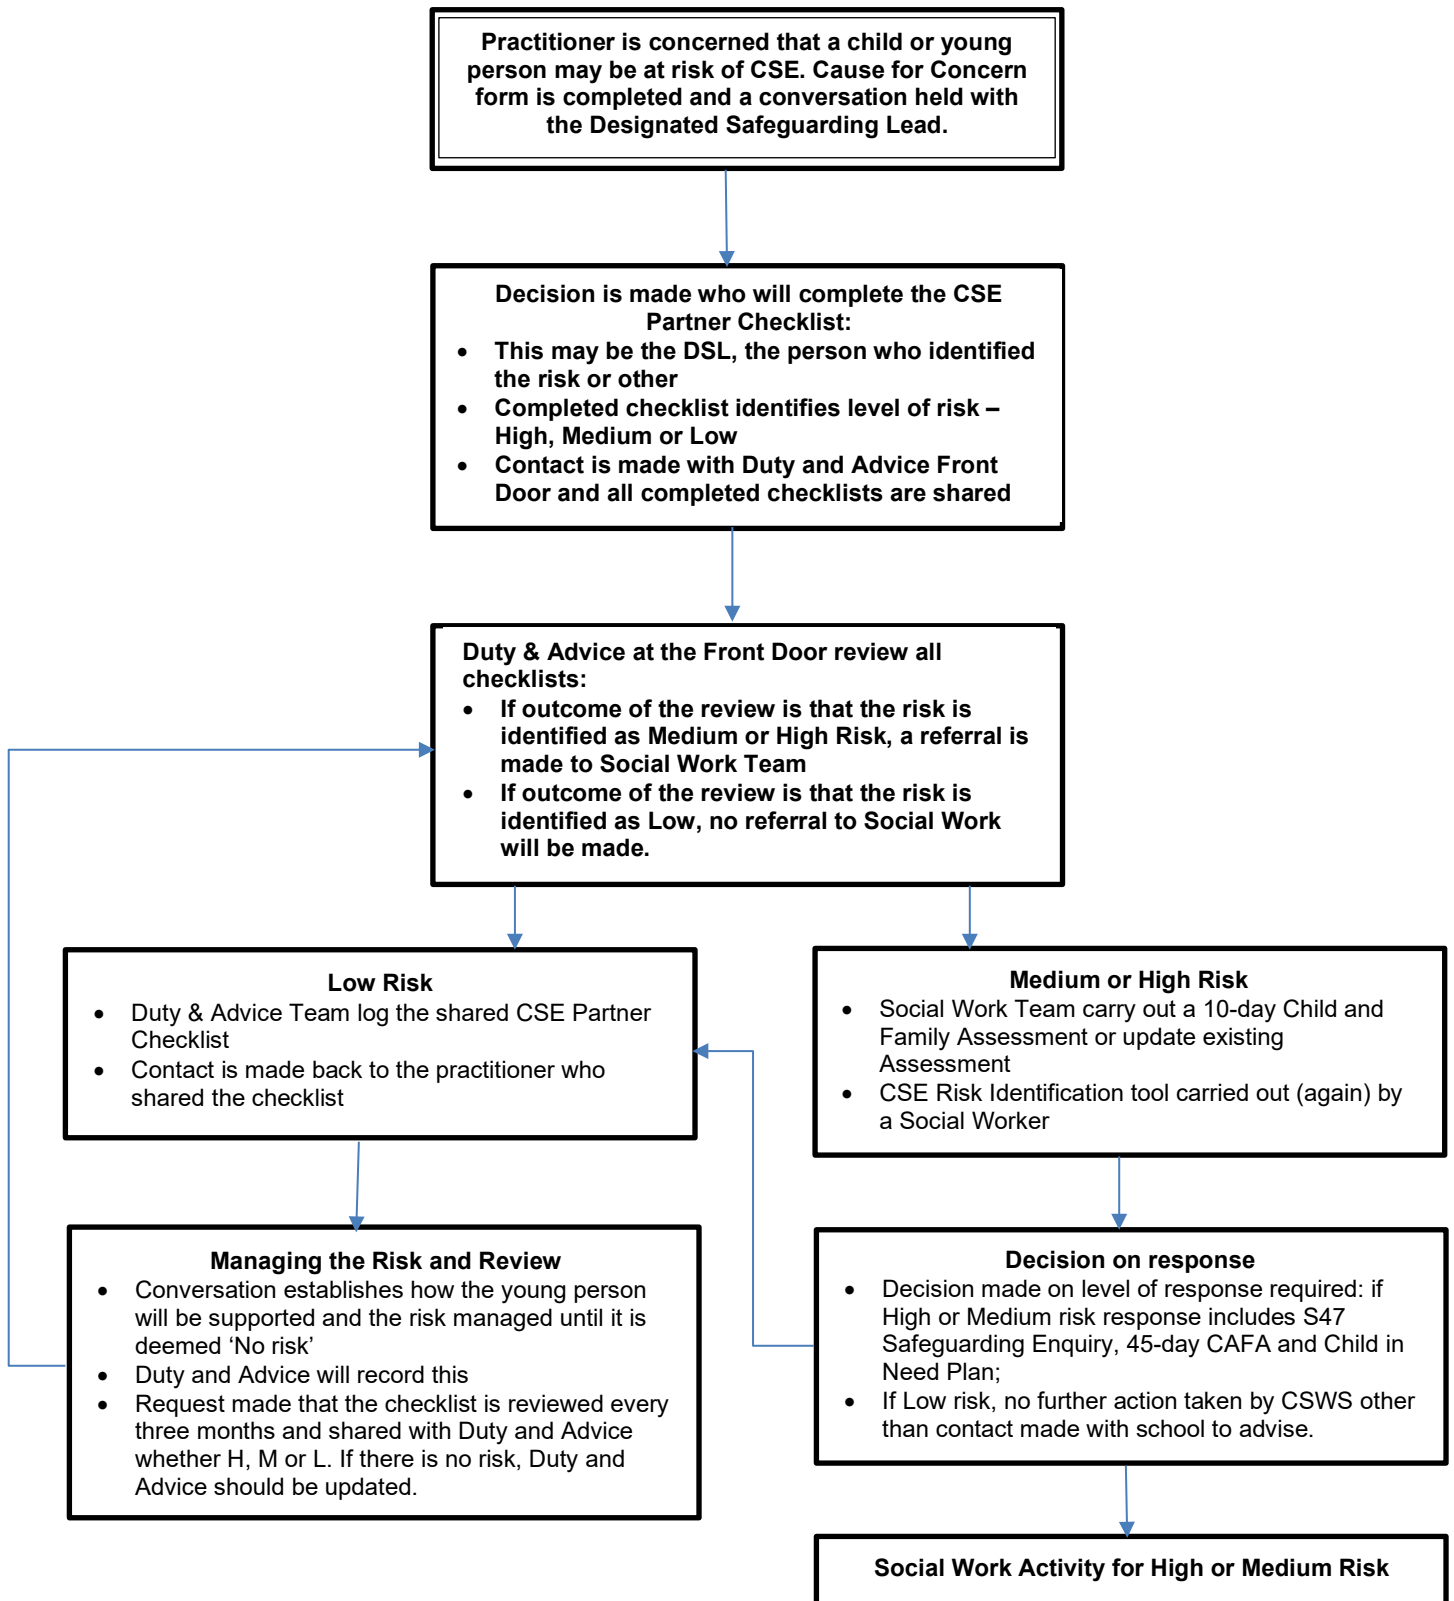 Practitioner is concerned that a child or young
person may be at risk of CSE. Cause for Concern
form is completed and a conversation held with
the Designated Safeguarding Lead.
Decision is made who will complete the CSE
Partner Checklist:
• This may be the DSL, the person who identified
the risk or other
• Completed checklist identifies level of risk –
High, Medium or Low
• Contact is made with Duty and Advice Front
Door and all completed checklists are shared
Duty & Advice at the Front Door review all
checklists:
• If outcome of the review is that the risk is
identified as Medium or High Risk, a referral is
made to Social Work Team
• If outcome of the review is that the risk is
identified as Low, no referral to Social Work
will be made.
Low Risk
• Duty & Advice Team log the shared CSE Partner
Checklist
• Contact is made back to the practitioner who
shared the checklist
Medium or High Risk
• Social Work Team carry out a 10-day Child and
Family Assessment or update existing
Assessment
• CSE Risk Identification tool carried out (again) by
a Social Worker
Managing the Risk and Review
• Conversation establishes how the young person
will be supported and the risk managed until it is
deemed ‘No risk’
• Duty and Advice will record this
• Request made that the checklist is reviewed every
three months and shared with Duty and Advice
whether H, M or L. If there is no risk, Duty and
Advice should be updated.
Decision on response
• Decision made on level of response required: if
High or Medium risk response includes S47
Safeguarding Enquiry, 45-day CAFA and Child in
Need Plan;
• If Low risk, no further action taken by CSWS other
than contact made with school to advise.
Social Work Activity for High or Medium Risk